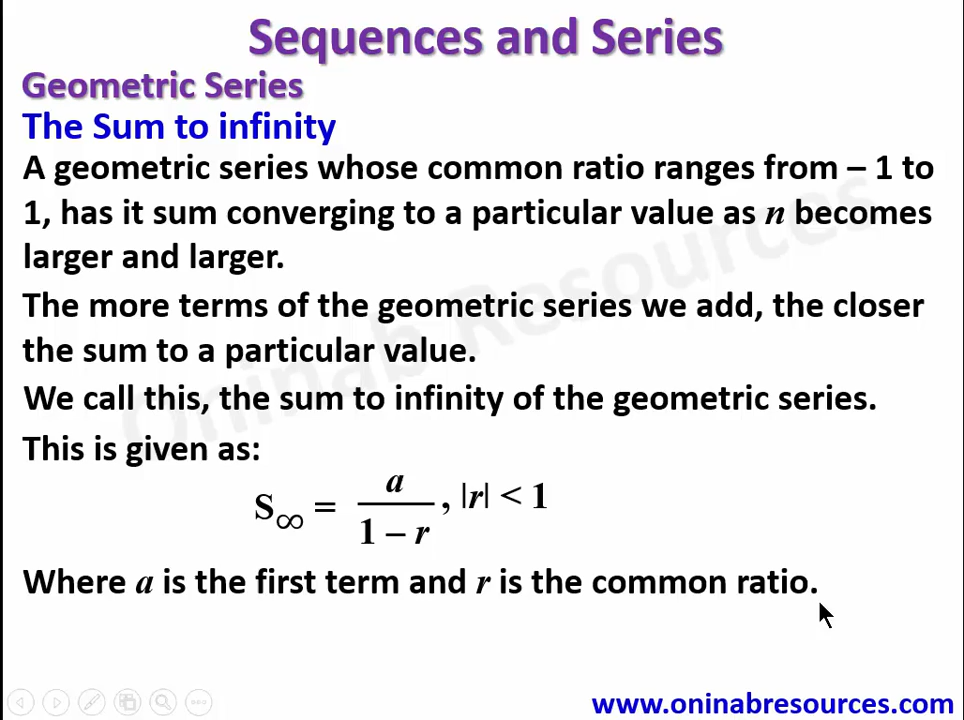 Sequences and Series
Geometric Series
The Sum to infinity
A geometric series whose common ratio ranges from – 1 to
1, has it sum converging to a particular value as n becomes
larger and larger.
The more terms of the geometric series we add, the closer
the sum to a particular value.
We call this, the sum to infinity of the geometric series.
This is given as:
S∞ = a / (1 – r), |r| < 1
Where a is the first term and r is the common ratio.
Oninab Resources
www.oninabresources.com